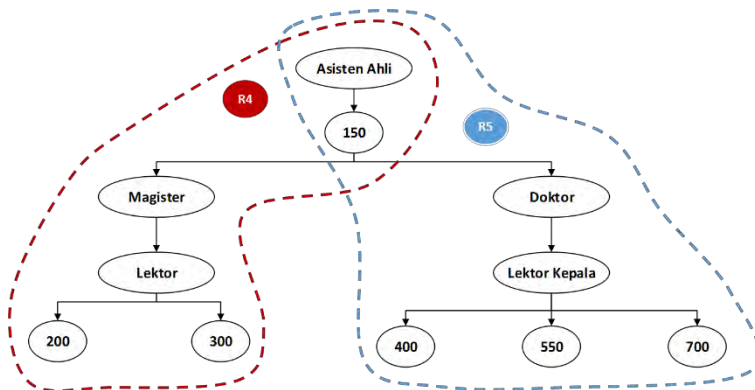 Asisten Ahli
R4
150
R5
Magister
Doktor
Lektor
Lektor Kepala
200
300
400
550
700